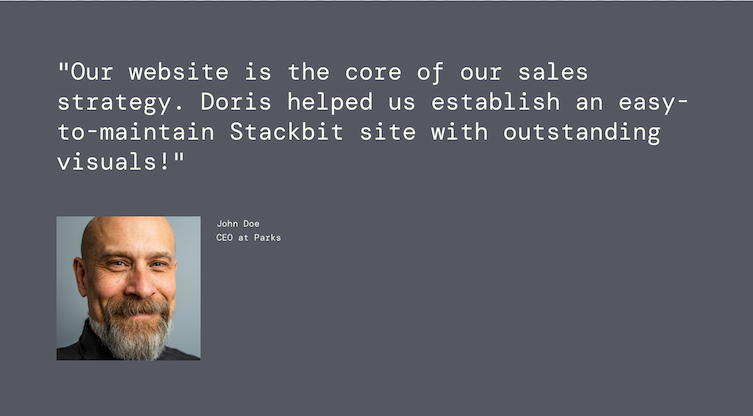 "Our website is the core of our sales
strategy. Doris helped us establish an easy-
to-maintain Stackbit site with outstanding
visuals!"
John Doe
CEO at Parks